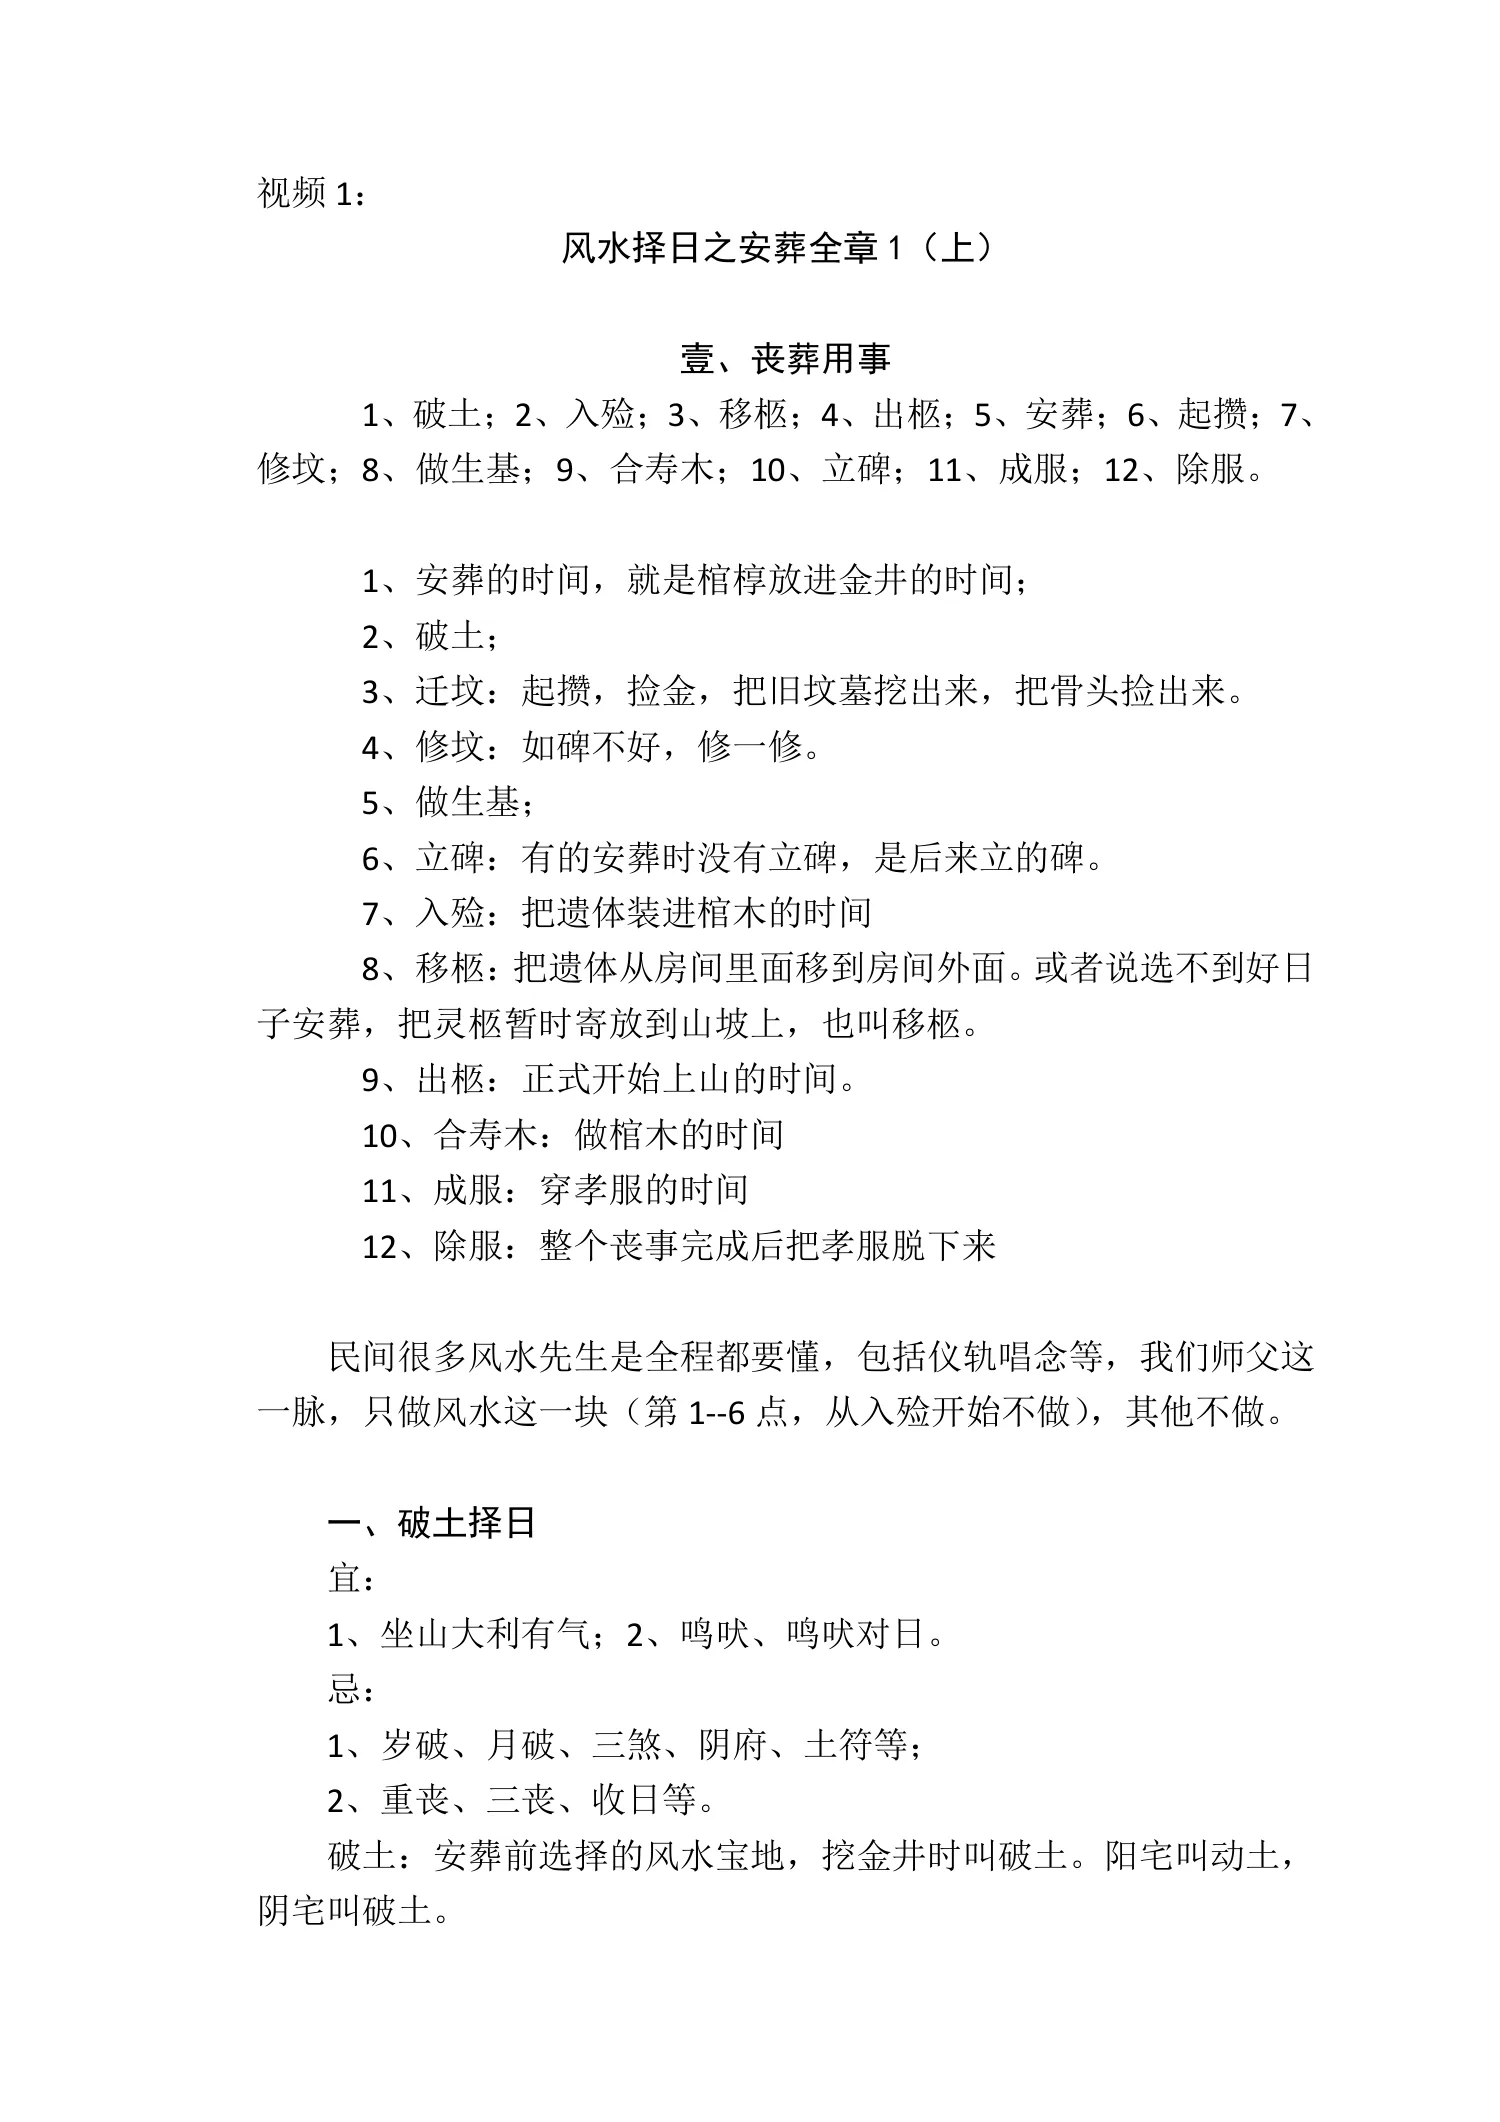 视频 1：
风水择日之安葬全章 1（上）
壹、丧葬用事
1、破土；2、入殓；3、移柩；4、出柩；5、安葬；6、起攒；7、
修坟；8、做生基；9、合寿木；10、立碑；11、成服；12、除服。
1、安葬的时间，就是棺椁放进金井的时间；
2、破土；
3、迁坟：起攒，捡金，把旧坟墓挖出来，把骨头捡出来。
4、修坟：如碑不好，修一修。
5、做生基；
6、立碑：有的安葬时没有立碑，是后来立的碑。
7、入殓：把遗体装进棺木的时间
8、移柩：把遗体从房间里面移到房间外面。或者说选不到好日
子安葬，把灵柩暂时寄放到山坡上，也叫移柩。
9、出柩：正式开始上山的时间。
10、合寿木：做棺木的时间
11、成服：穿孝服的时间
12、除服：整个丧事完成后把孝服脱下来
民间很多风水先生是全程都要懂，包括仪轨唱念等，我们师父这
一脉，只做风水这一块（第 1--6 点，从入殓开始不做），其他不做。
一、破土择日
宜：
1、坐山大利有气；2、鸣吠、鸣吠对日。
忌：
1、岁破、月破、三煞、阴府、土符等；
2、重丧、三丧、收日等。
破土：安葬前选择的风水宝地，挖金井时叫破土。阳宅叫动土，
阴宅叫破土。